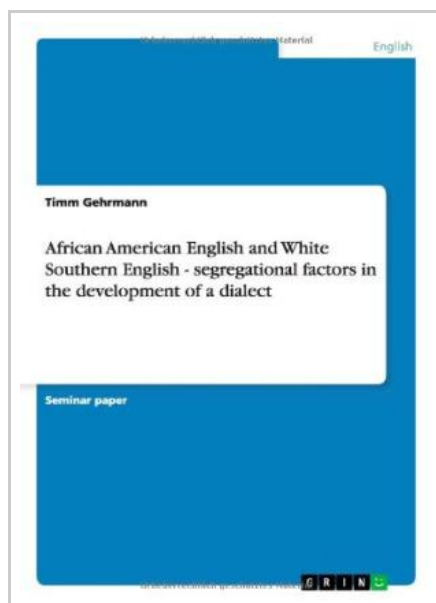 English
Timm Gehrmann
African American English and White
Southern English - segregational factors in
the development of a dialect
Seminar paper
GRIN